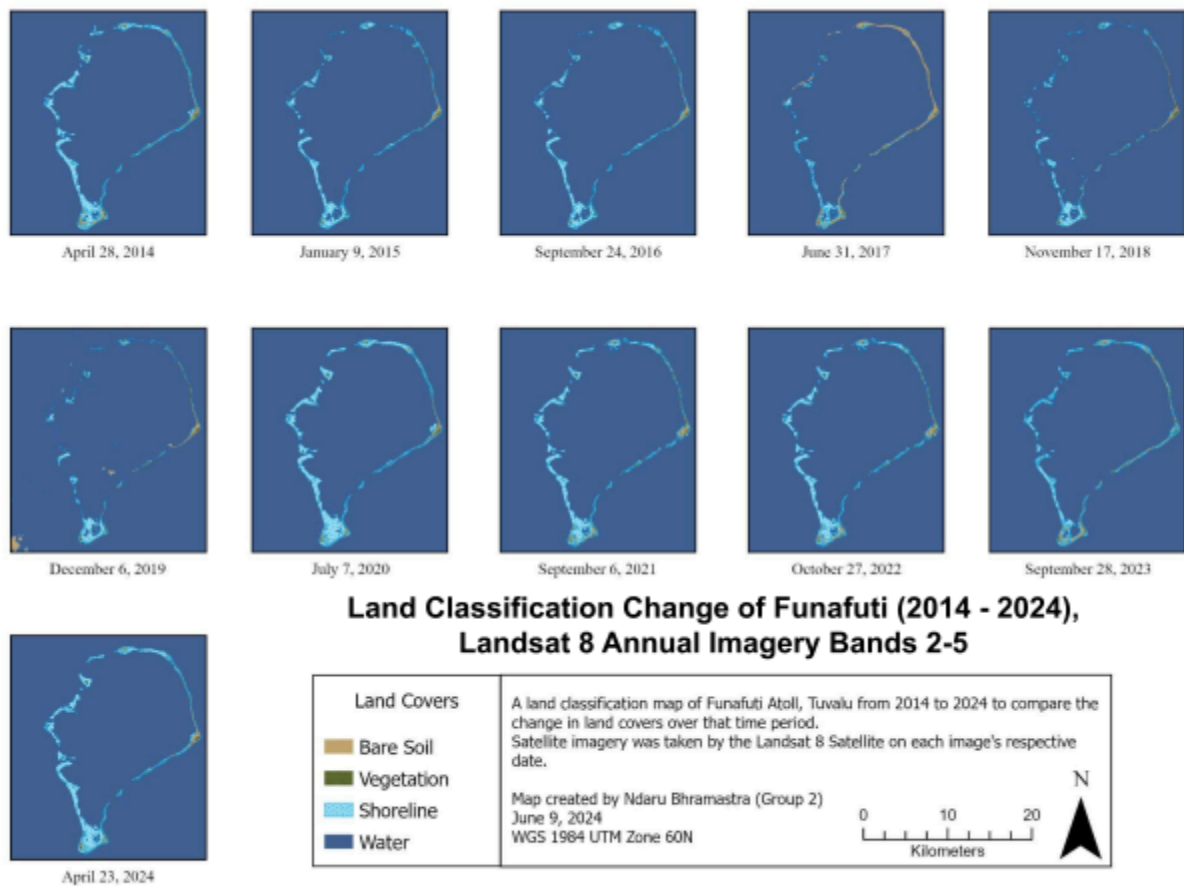 April 28, 2014
January 9, 2015
September 24, 2016
June 31, 2017
November 17, 2018
December 6, 2019
July 7, 2020
September 6, 2021
October 27, 2022
September 28, 2023
April 23, 2024
Land Classification Change of Funafuti (2014 - 2024),
Landsat 8 Annual Imagery Bands 2-5
Land Covers
Bare Soil
Vegetation
Shoreline
Water
A land classification map of Funafuti Atoll, Tuvalu from 2014 to 2024 to compare the
change in land covers over that time period.
Satellite imagery was taken by the Landsat 8 Satellite on each image's respective
date.
Map created by Ndaru Bhramastra (Group 2)
June 9, 2024
WGS 1984 UTM Zone 60N
0 10 20
Kilometers
N